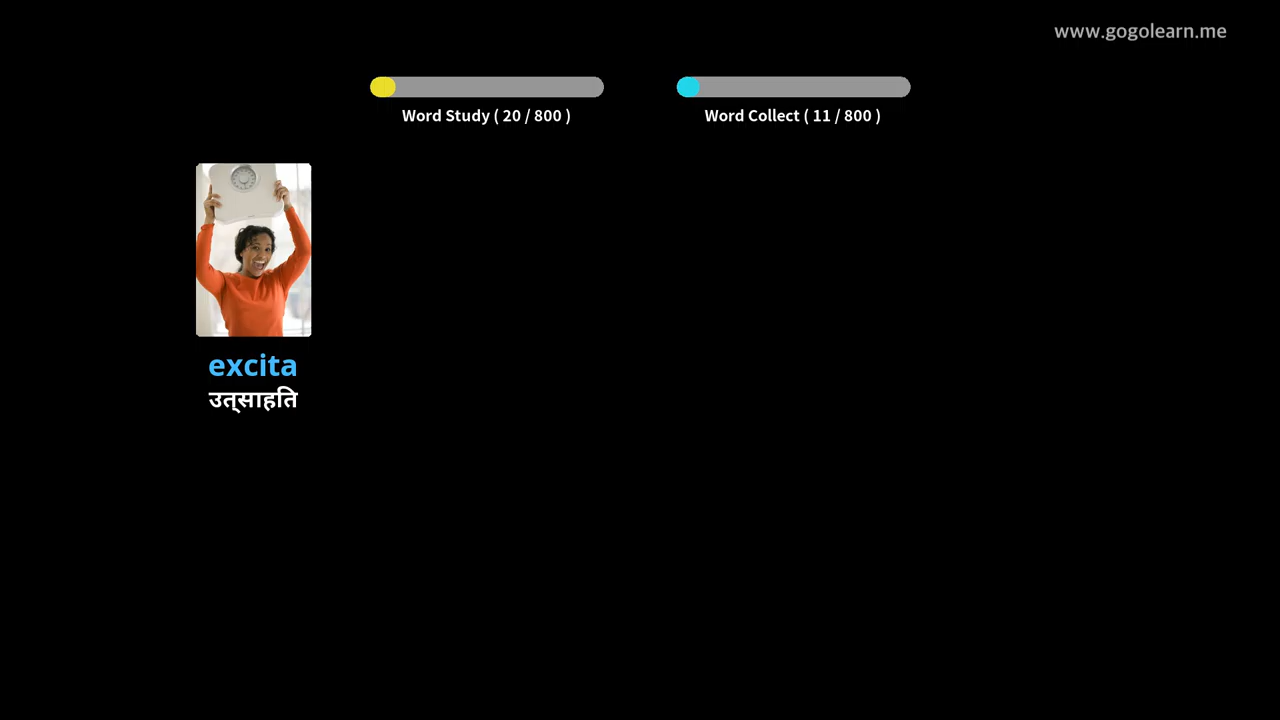 www.gogolearn.me
Word Study ( 20 / 800 )
Word Collect ( 11 / 800 )
excita
उत्साहति